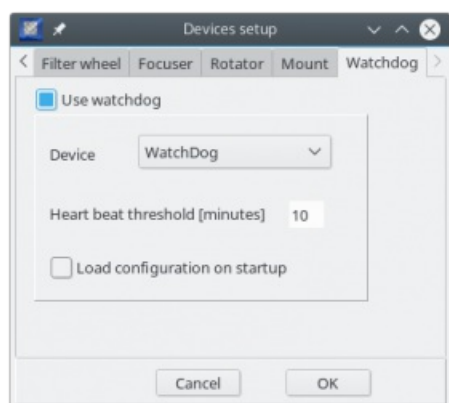 Devices setup
Filter wheel Focuser Rotator Mount Watchdog
Use watchdog
Device WatchDog
Heart beat threshold [minutes] 10
Load configuration on startup
Cancel OK